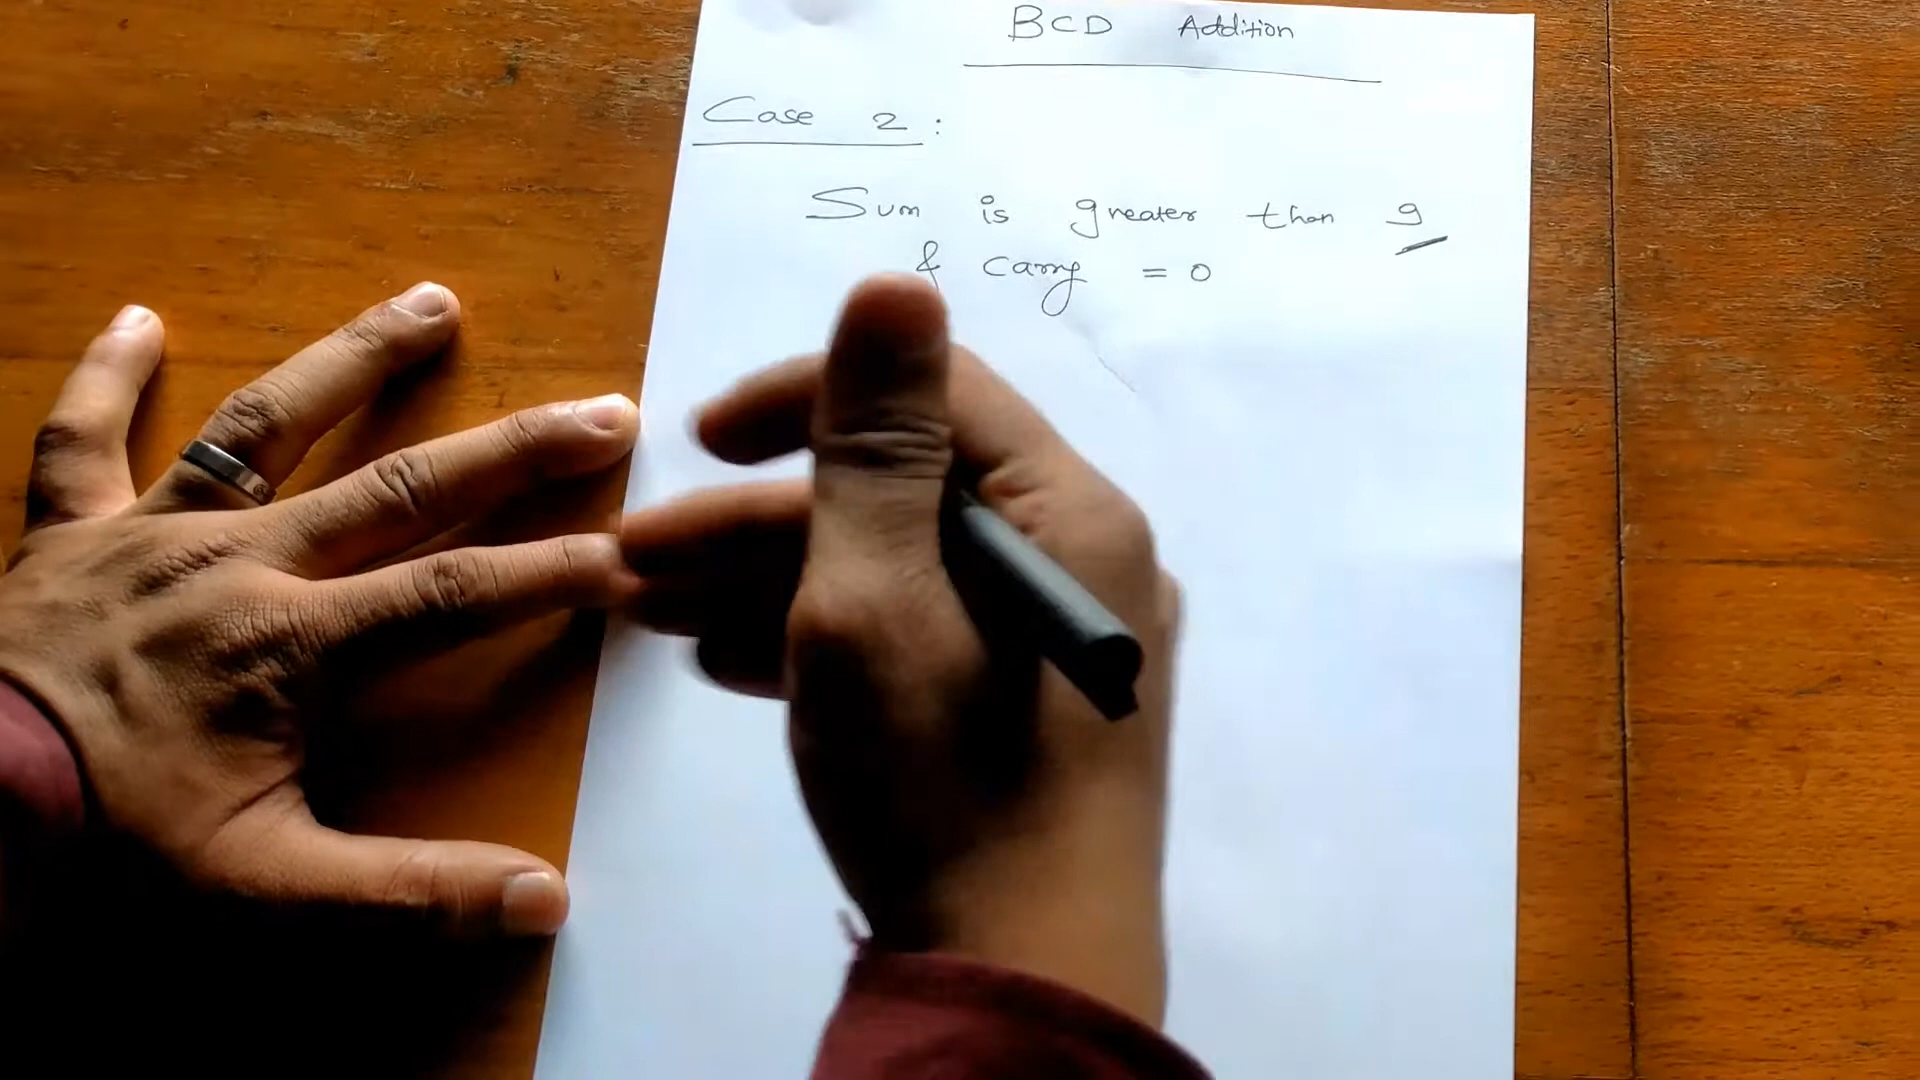 BCD Addition
Case 2 :
Sum is greater than 9
& Carry = 0